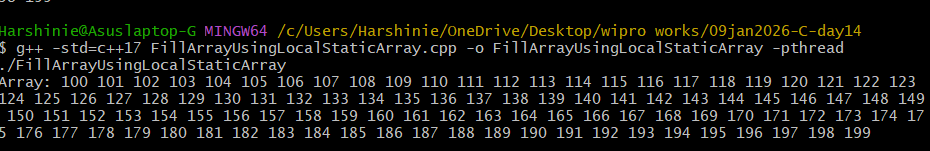 98 199
Harshinie@Asuslaptop-G MINGW64 /c/Users/Harshinie/OneDrive/Desktop/wipro works/09jan2026-C-day14
$ g++ -std=c++17 FillArrayUsingLocalStaticArray.cpp -o FillArrayUsingLocalStaticArray -pthread
./FillArrayUsingLocalStaticArray
Array: 100 101 102 103 104 105 106 107 108 109 110 111 112 113 114 115 116 117 118 119 120 121 122 123
124 125 126 127 128 129 130 131 132 133 134 135 136 137 138 139 140 141 142 143 144 145 146 147 148 149
150 151 152 153 154 155 156 157 158 159 160 161 162 163 164 165 166 167 168 169 170 171 172 173 174 17
5 176 177 178 179 180 181 182 183 184 185 186 187 188 189 190 191 192 193 194 195 196 197 198 199